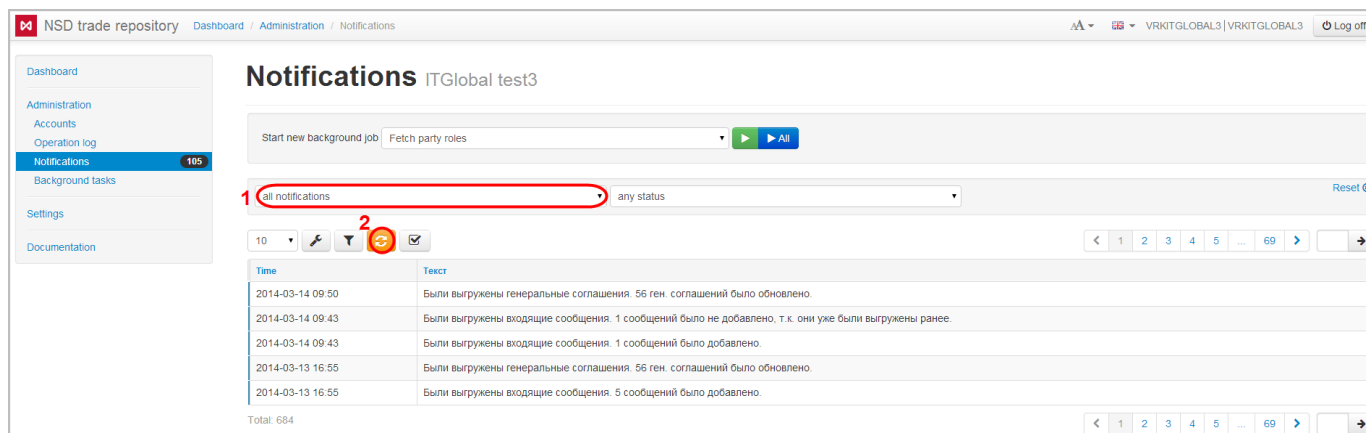 NSD trade repository Dashboard / Administration / Notifications AA VRKITGLOBAL3 | VRKITGLOBAL3 Log off
Dashboard
Administration
Accounts
Operation log
Notifications 105
Background tasks
Settings
Documentation
Notifications ITGlobal test3
Start new background job Fetch party roles All
1 all notifications any status Reset
2
10 1 2 3 4 5 ... 69
Time Текст
2014-03-14 09:50 Были выгружены генеральные соглашения. 56 ген. соглашений было обновлено.
2014-03-14 09:43 Были выгружены входящие сообщения. 1 сообщений было не добавлено, т.к. они уже были выгружены ранее.
2014-03-14 09:43 Были выгружены входящие сообщения. 1 сообщений было добавлено.
2014-03-13 16:55 Были выгружены генеральные соглашения. 56 ген. соглашений было обновлено.
2014-03-13 16:55 Были выгружены входящие сообщения. 5 сообщений было добавлено.
Total: 684 1 2 3 4 5 ... 69